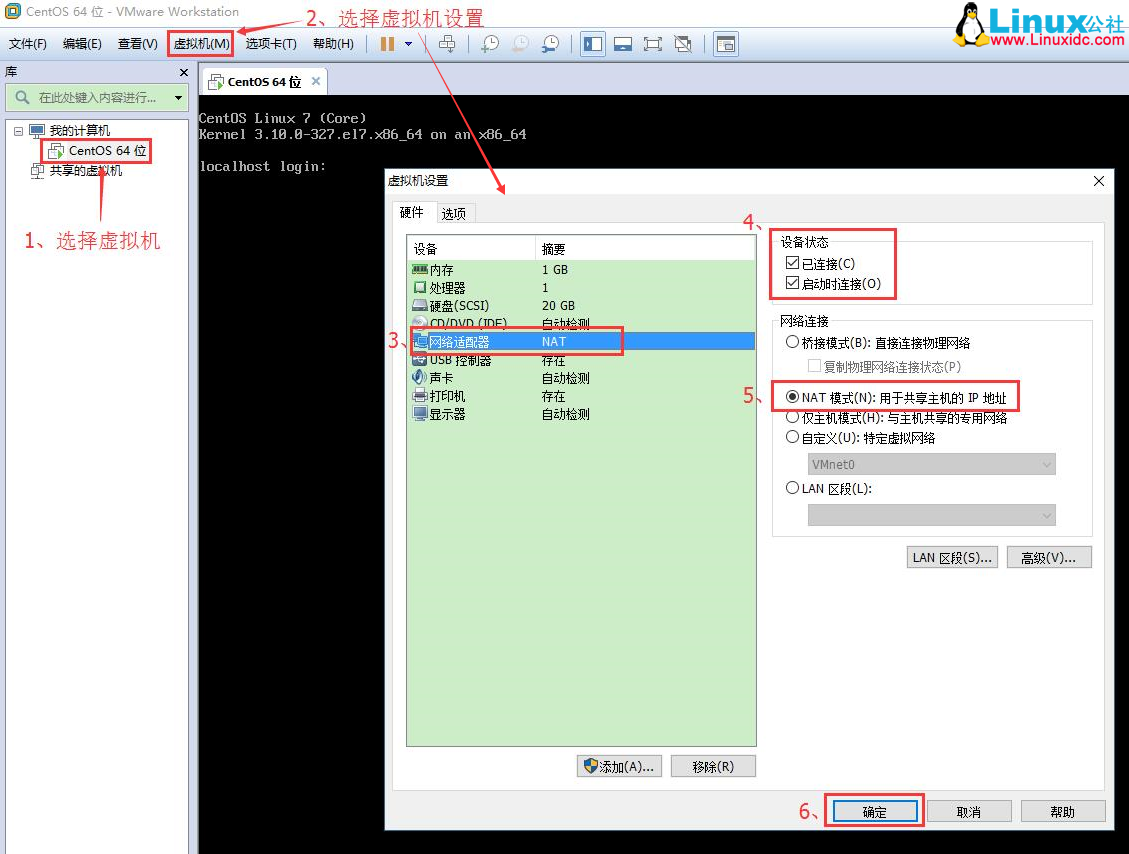 CentOS 64 位 - VMware Workstation
2、选择虚拟机设置
Linux公社
www.Linuxidc.com
文件(F) 编辑(E) 查看(V) 虚拟机(M) 选项卡(T) 帮助(H)
库
CentOS 64 位
在此处键入内容进行...
我的计算机
CentOS 64 位
共享的虚拟机
1、选择虚拟机
CentOS Linux 7 (Core)
Kernel 3.10.0-327.el7.x86_64 on an x86_64
localhost login:
虚拟机设置
硬件 选项
设备 摘要
内存 1 GB
处理器 1
硬盘(SCSI) 20 GB
CD/DVD (IDE) 自动检测
3、
网络适配器 NAT
USB 控制器 存在
声卡 自动检测
打印机 存在
显示器 自动检测
添加(A)... 移除(R)
4、
设备状态
已连接(C)
启动时连接(O)
网络连接
桥接模式(B): 直接连接物理网络
复制物理网络连接状态(P)
5、
NAT 模式(N): 用于共享主机的 IP 地址
仅主机模式(H): 与主机共享的专用网络
自定义(U): 特定虚拟网络
VMnet0
LAN 区段(L):
LAN 区段(S)... 高级(V)...
6、
确定 取消 帮助